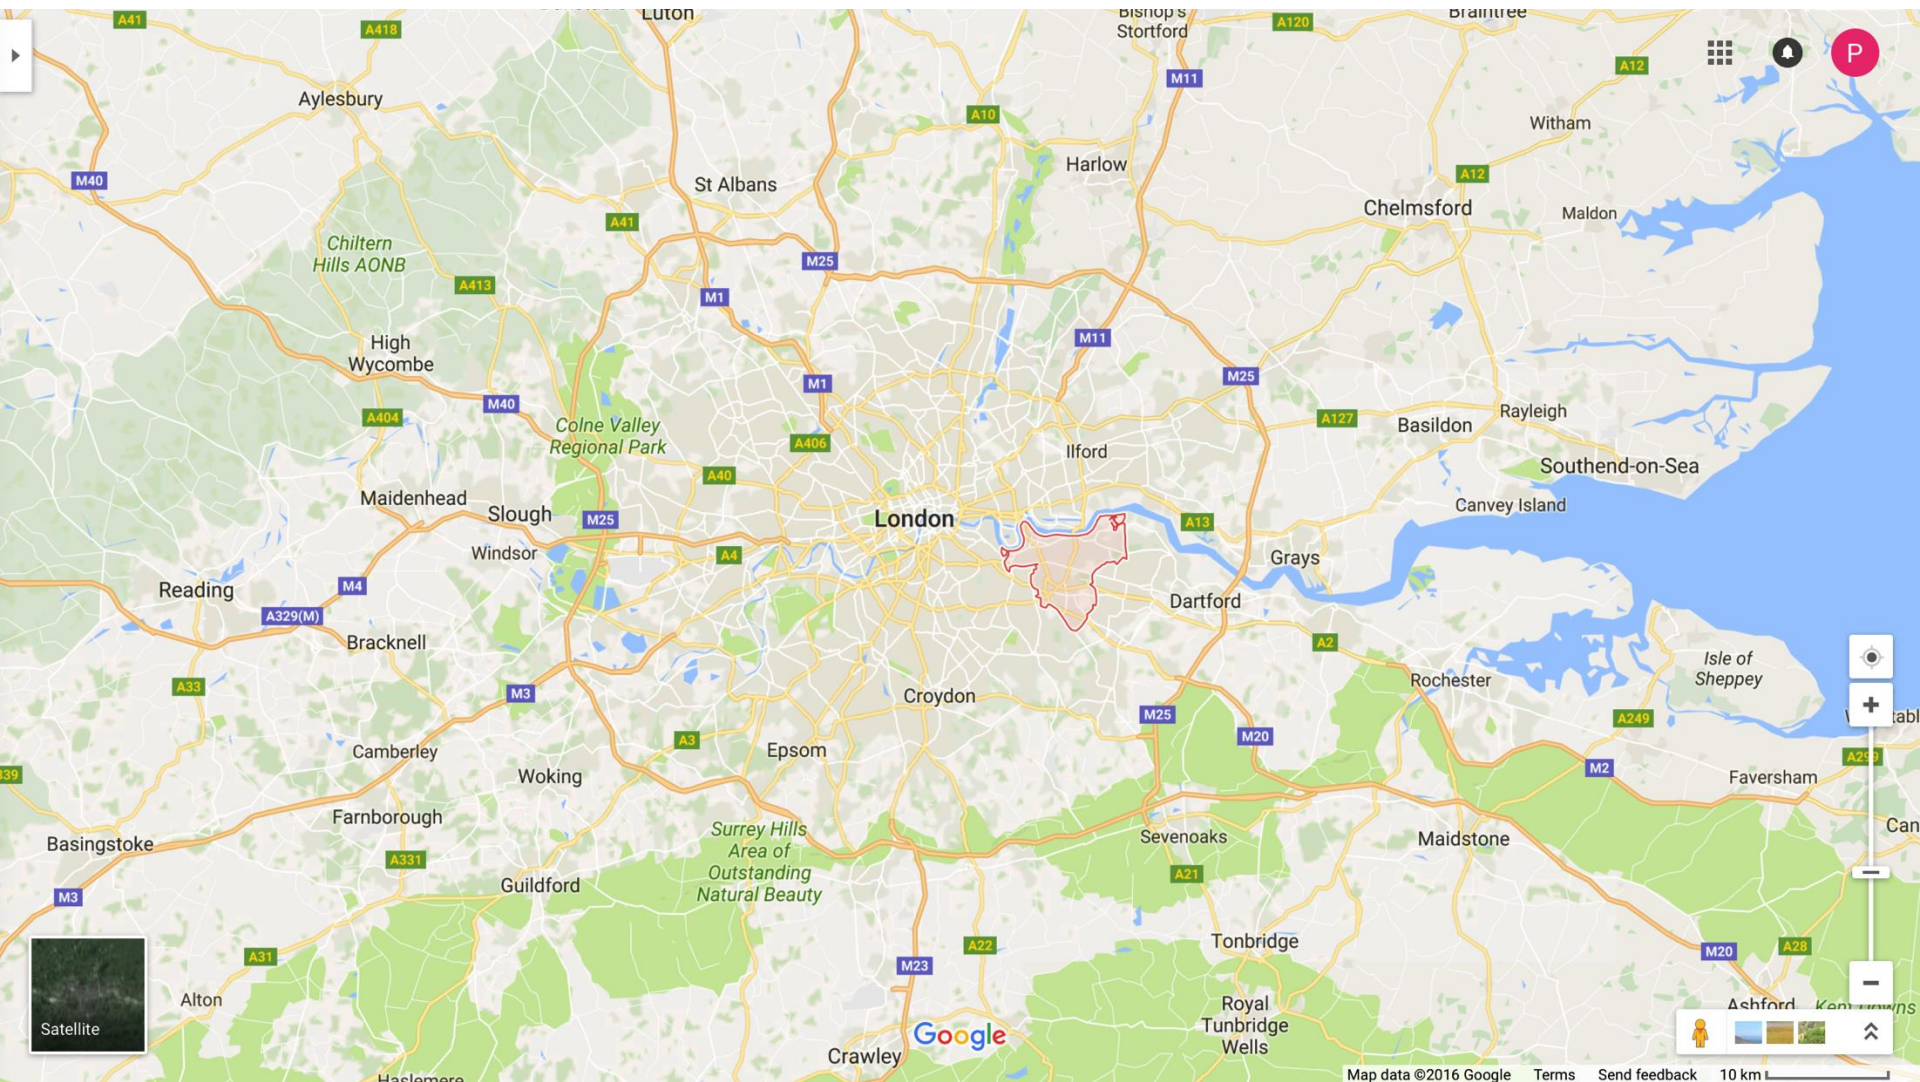 Luton
Bishop's
Stortford
Braintree
A41
A418
A120
A12
M11
P
Aylesbury
A10
Witham
Harlow
M40
St Albans
A12
Chelmsford
Maldon
A41
Chiltern
Hills AONB
M25
A413
M1
High
Wycombe
M11
M1
M25
M40
A404
Colne Valley
Regional Park
A406
A127
Rayleigh
Basildon
Ilford
A40
Southend-on-Sea
Maidenhead
Slough
Canvey Island
M25
London
A13
Windsor
A4
Grays
Reading
M4
A329(M)
Dartford
Bracknell
A2
Isle of
Sheppey
A33
M3
Croydon
Rochester
M25
A249
A3
M20
Camberley
Epsom
A299
Woking
M2
Faversham
Farnborough
Surrey Hills
Area of
Outstanding
Natural Beauty
Sevenoaks
Maidstone
Basingstoke
A331
Guildford
A21
M3
A31
M23
A22
Tonbridge
M20
A28
Alton
Royal
Tunbridge
Wells
Ashford
Kent Downs
Satellite
Google
Crawley
Haslemere
Map data ©2016 Google Terms Send feedback 10 km